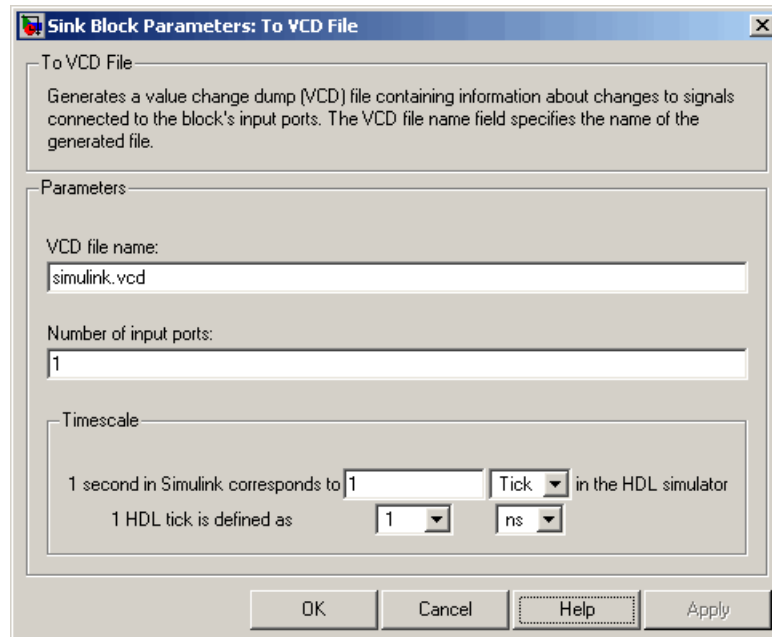 Sink Block Parameters: To VCD File
To VCD File
Generates a value change dump (VCD) file containing information about changes to signals
connected to the block's input ports. The VCD file name field specifies the name of the
generated file.
Parameters
VCD file name:
simulink.vcd
Number of input ports:
1
Timescale
1 second in Simulink corresponds to 1 Tick in the HDL simulator
1 HDL tick is defined as 1 ns
OK Cancel Help Apply